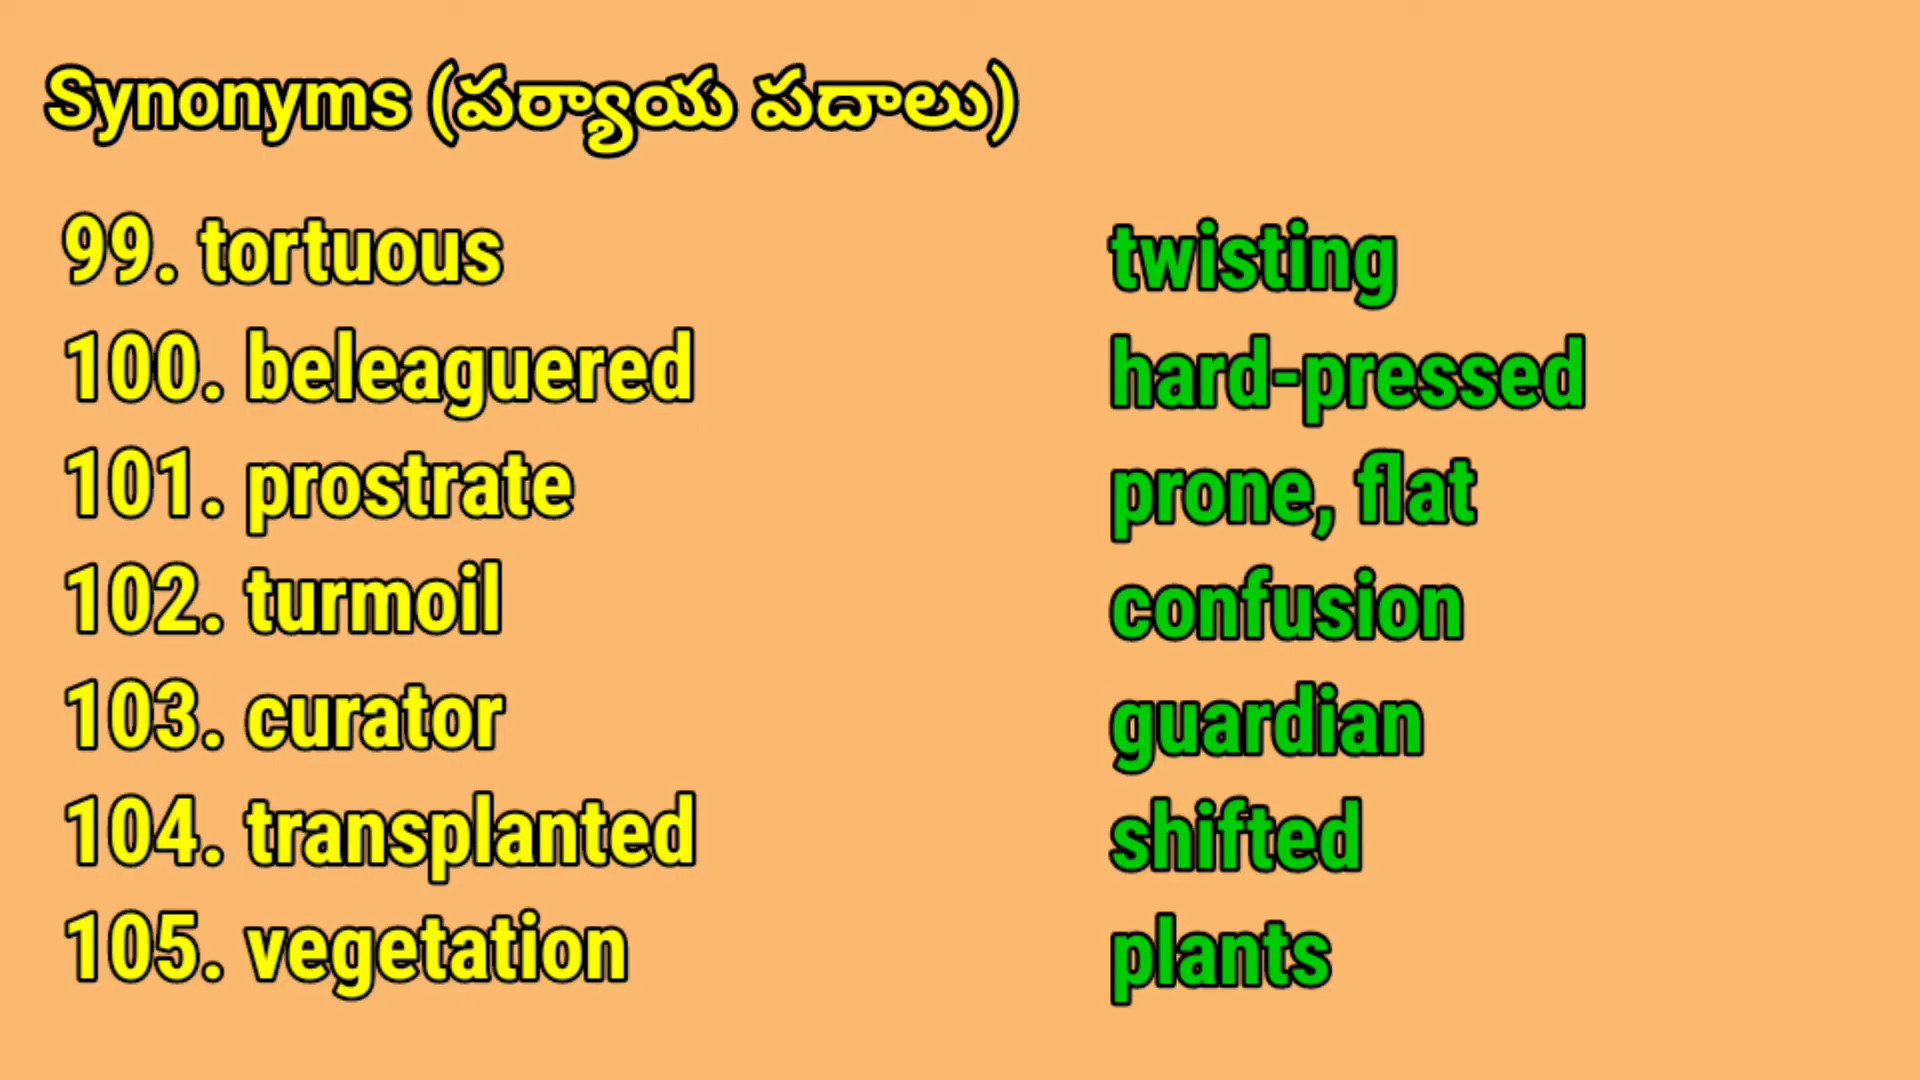 Synonyms (పర్యాయ పదాలు)
99. tortuous twisting
100. beleaguered hard-pressed
101. prostrate prone, flat
102. turmoil confusion
103. curator guardian
104. transplanted shifted
105. vegetation plants